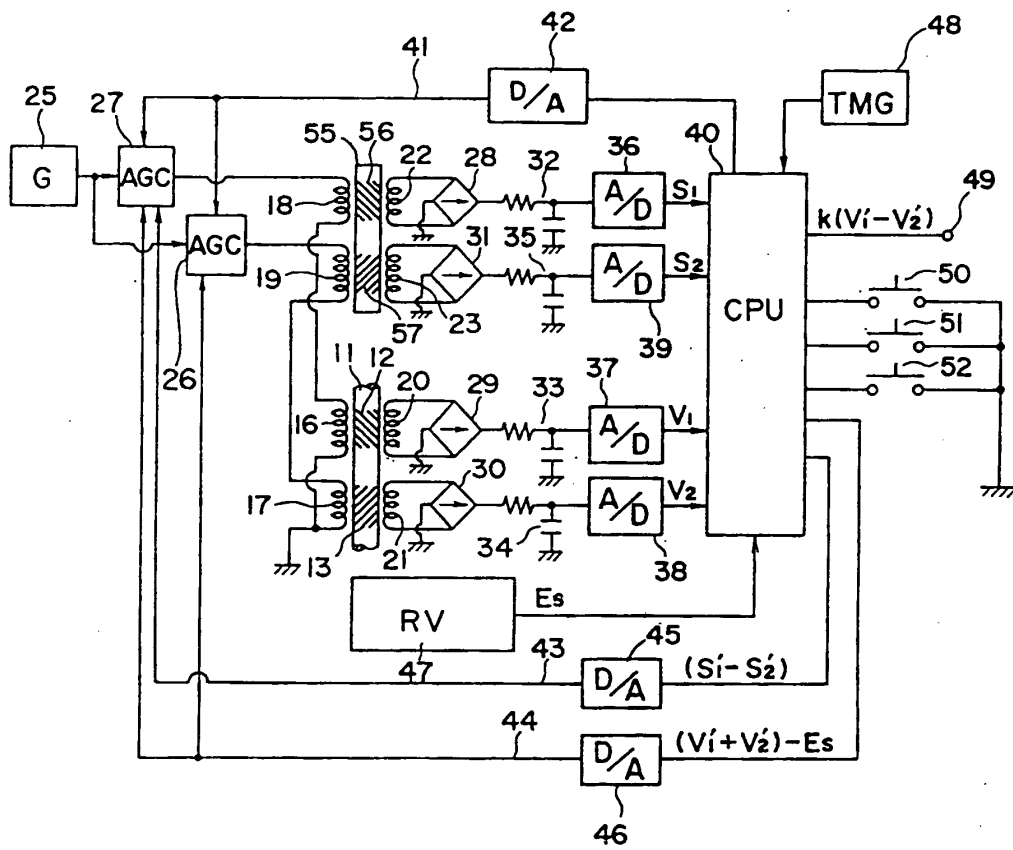 42
41
48
25
27
D/A
TMG
55
56
22
28
32
36
40
G
AGC
A/D
S1
49
18
k(V1′−V2′)
31
35
AGC
A/D
S2
50
19
CPU
57
23
39
51
26
11
12
20
29
33
37
52
16
A/D
V1
30
17
A/D
V2
13
21
34
38
Es
RV
45
47
43
D/A
(S1′−S2′)
44
D/A
(V1′+V2′)−Es
46